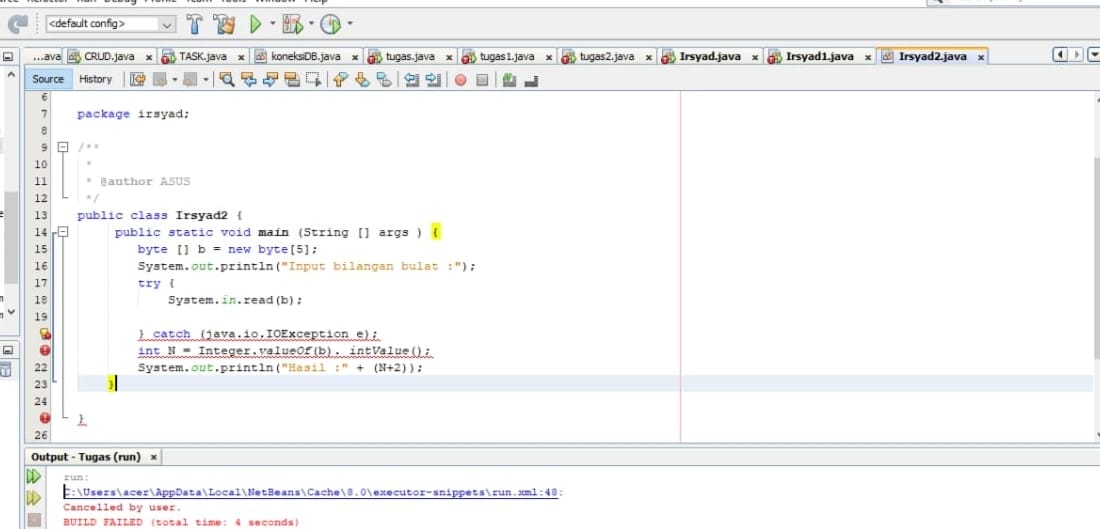 <default config>
...ava CRUD.java x TASK.java x koneksiDB.java x tugas.java x tugas1.java x tugas2.java x Irsyad.java x Irsyad1.java x Irsyad2.java x
Source History
6
7 package irsyad;
8
9 /**
10 *
11 * @author ASUS
12 */
13 public class Irsyad2 {
14 public static void main (String [] args ) {
15 byte [] b = new byte[5];
16 System.out.println("Input bilangan bulat :");
17 try {
18 System.in.read(b);
19
} catch (java.io.IOException e);
int N = Integer.valueOf(b). intValue();
22 System.out.println("Hasil :" + (N+2));
23 }
24
}
26
Output - Tugas (run) x
run:
C:\Users\acer\AppData\Local\NetBeans\Cache\8.0\executor-snippets\run.xml:48:
Cancelled by user.
BUILD FAILED (total time: 4 seconds)